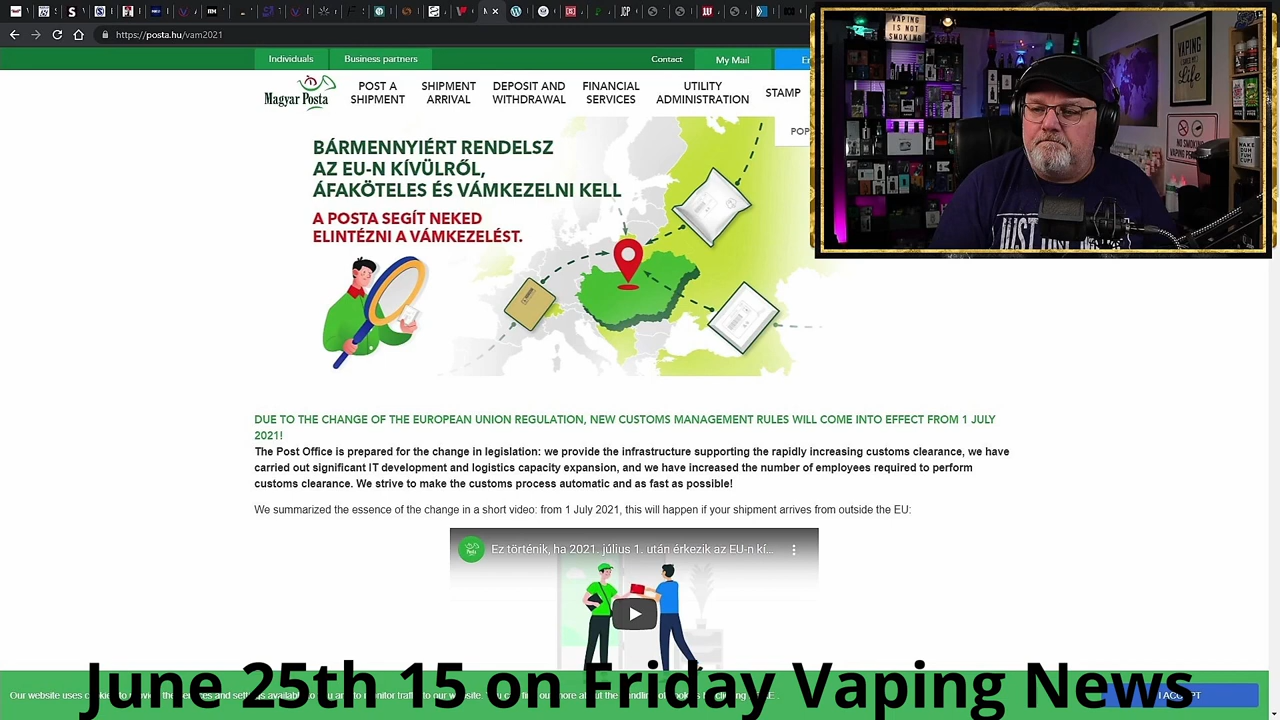 Individuals
Business partners
Contact
My Mail
Magyar Posta
POST A
SHIPMENT
SHIPMENT
ARRIVAL
DEPOSIT AND
WITHDRAWAL
FINANCIAL
SERVICES
UTILITY
ADMINISTRATION
STAMP
BÁRMENNYIÉRT RENDELSZ
AZ EU-N KÍVÜLRŐL,
ÁFAKÖTELES ÉS VÁMKEZELNI KELL
A POSTA SEGÍT NEKED
ELINTÉZNI A VÁMKEZELÉST.
VAPING
IS NOT
SMOKING
VAPING
Life
NO SMOKING
DUE TO THE CHANGE OF THE EUROPEAN UNION REGULATION, NEW CUSTOMS MANAGEMENT RULES WILL COME INTO EFFECT FROM 1 JULY
2021!
The Post Office is prepared for the change in legislation: we provide the infrastructure supporting the rapidly increasing customs clearance, we have
carried out significant IT development and logistics capacity expansion, and we have increased the number of employees required to perform
customs clearance. We strive to make the customs process automatic and as fast as possible!
We summarized the essence of the change in a short video: from 1 July 2021, this will happen if your shipment arrives from outside the EU:
Ez történik, ha 2021. július 1. után érkezik az EU-n kí...
June 25th 15 on Friday Vaping News
Our website uses